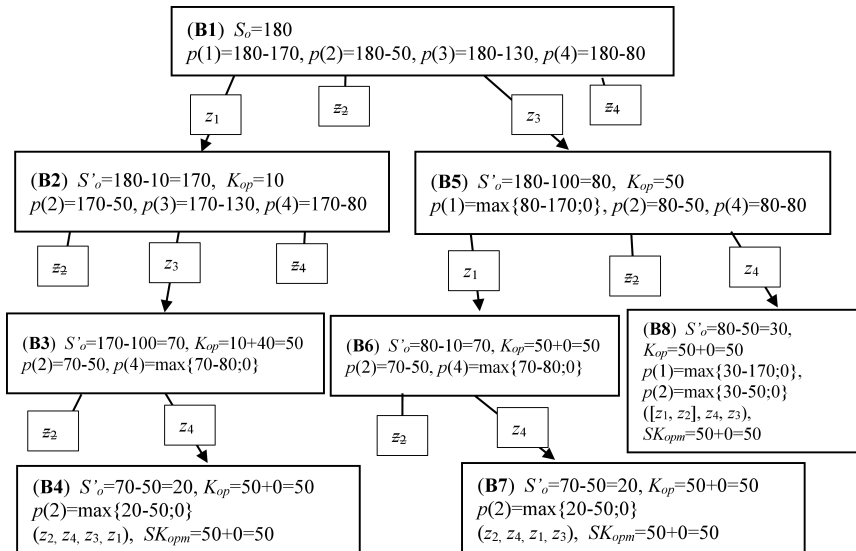 (B1) Sₒ=180
p(1)=180-170, p(2)=180-50, p(3)=180-130, p(4)=180-80
z₁
z₂
z₃
z₄
(B2) S’ₒ=180-10=170, Kₒₚ=10
p(2)=170-50, p(3)=170-130, p(4)=170-80
(B5) S’ₒ=180-100=80, Kₒₚ=50
p(1)=max{80-170;0}, p(2)=80-50, p(4)=80-80
z₂
z₃
z₄
z₁
z₂
z₄
(B3) S’ₒ=170-100=70, Kₒₚ=10+40=50
p(2)=70-50, p(4)=max{70-80;0}
(B6) S’ₒ=80-10=70, Kₒₚ=50+0=50
p(2)=70-50, p(4)=max{70-80;0}
(B8) S’ₒ=80-50=30,
Kₒₚ=50+0=50
p(1)=max{30-170;0},
p(2)=max{30-50;0}
([z₁, z₂], z₄, z₃),
SKₒₚₘ=50+0=50
z₂
z₄
z₂
z₄
(B4) S’ₒ=70-50=20, Kₒₚ=50+0=50
p(2)=max{20-50;0}
(z₂, z₄, z₃, z₁), SKₒₚₘ=50+0=50
(B7) S’ₒ=70-50=20, Kₒₚ=50+0=50
p(2)=max{20-50;0}
(z₂, z₄, z₁, z₃), SKₒₚₘ=50+0=50